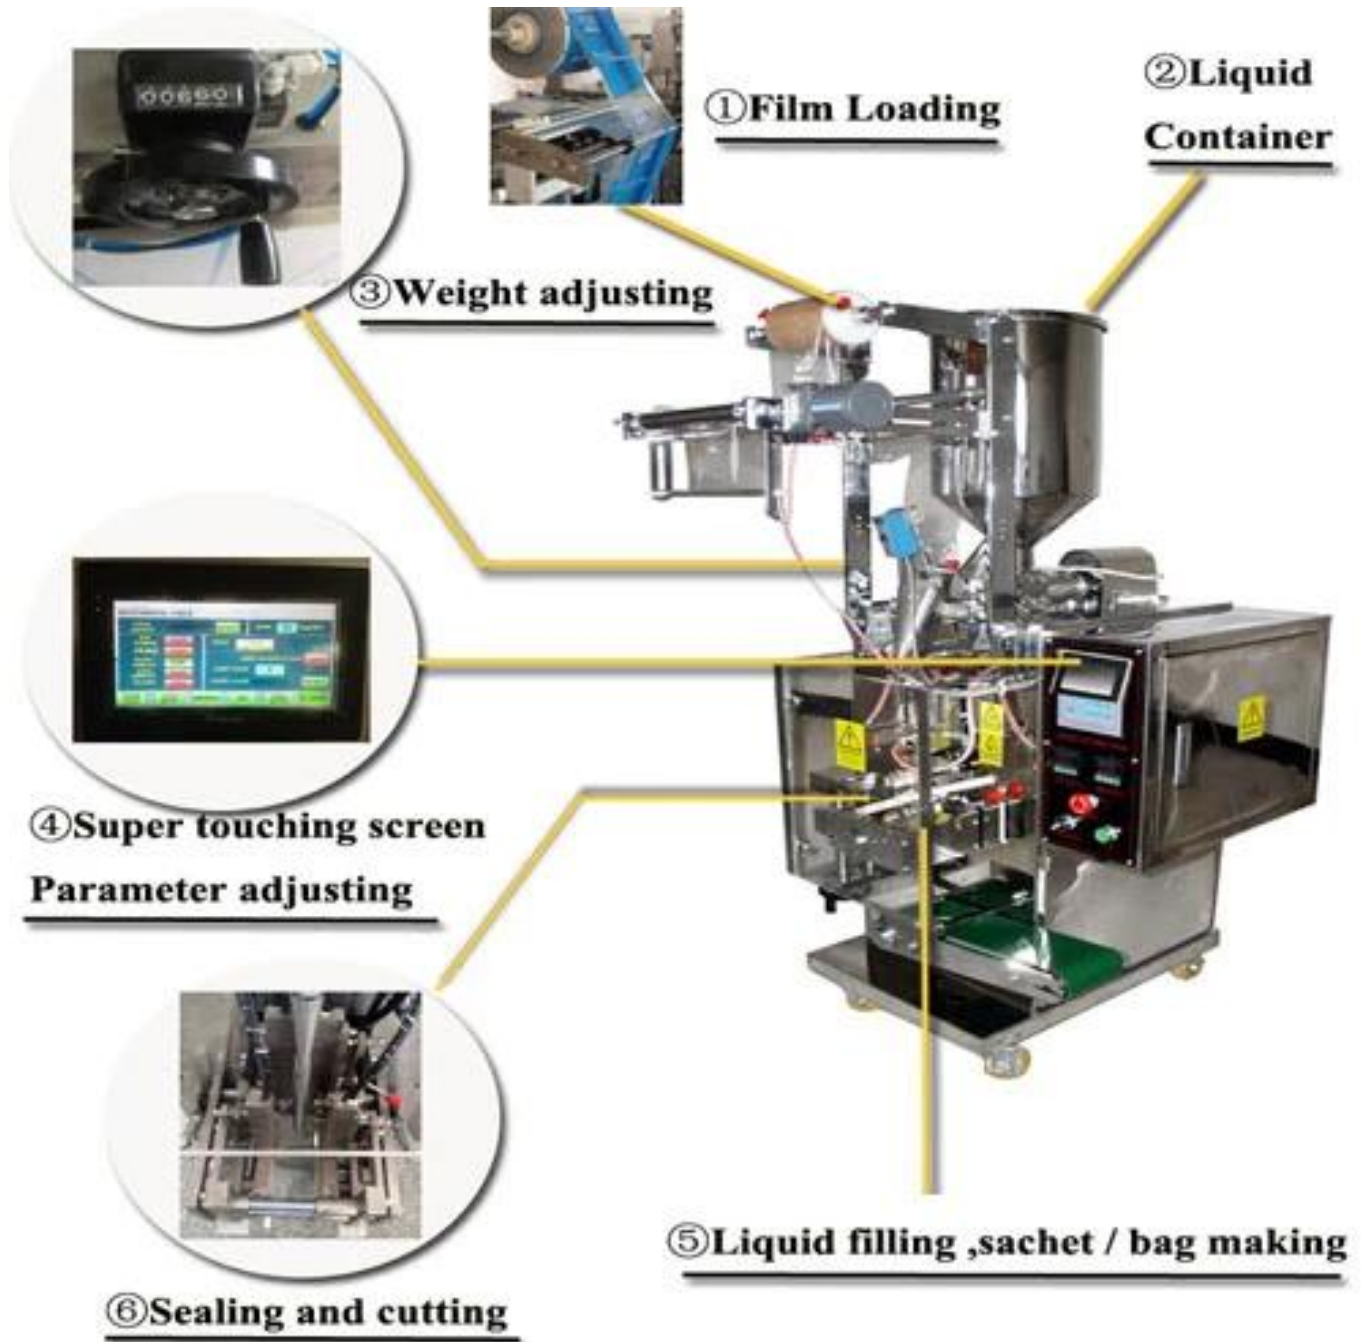 ①Film Loading
②Liquid
Container
00660
③Weight adjusting
④Super touching screen
Parameter adjusting
⑤Liquid filling ,sachet / bag making
⑥Sealing and cutting